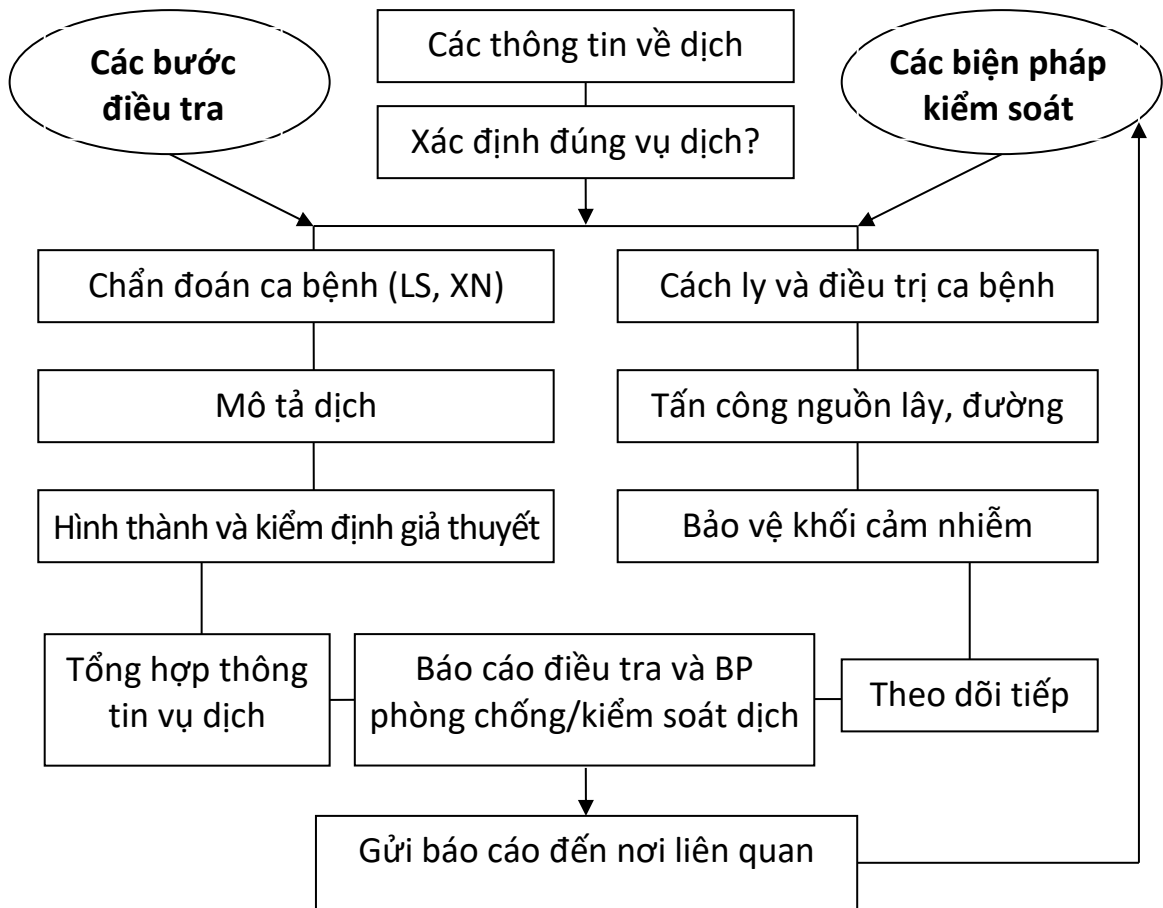 Các bước
điều tra
Các thông tin về dịch
Các biện pháp
kiểm soát
Xác định đúng vụ dịch?
Chẩn đoán ca bệnh (LS, XN)
Cách ly và điều trị ca bệnh
Mô tả dịch
Tấn công nguồn lây, đường
Hình thành và kiểm định giả thuyết
Bảo vệ khối cảm nhiễm
Tổng hợp thông
tin vụ dịch
Báo cáo điều tra và BP
phòng chống/kiểm soát dịch
Theo dõi tiếp
Gửi báo cáo đến nơi liên quan